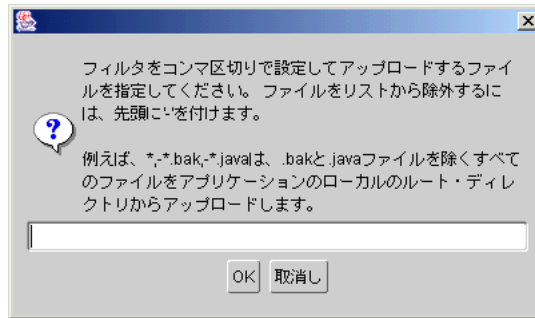 フィルタをコンマ区切りで設定してアップロードするファイ
ルを指定してください。 ファイルをリストから除外するに
は、先頭に'-'を付けます。
例えば、*,-*.bak,-*.javaは、.bakと.javaファイルを除くすべて
のファイルをアプリケーションのローカルのルート・ディレ
クトリからアップロードします。
OK 取消し